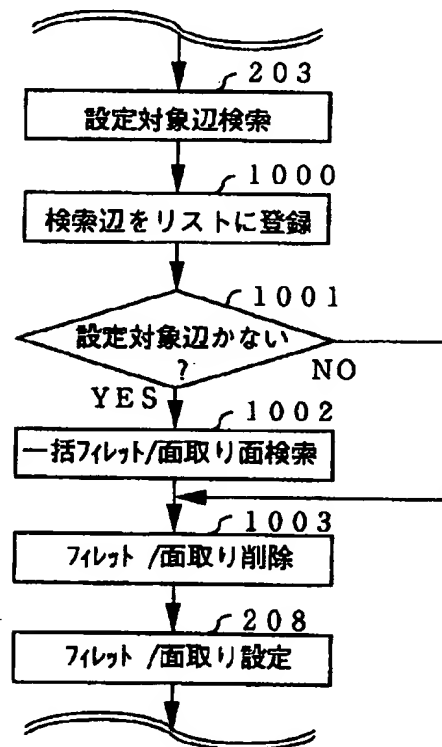 203
設定対象辺検索
1000
検索辺をリストに登録
1001
設定対象辺かない
?
NO
YES
1002
一括フィレット/面取り面検索
1003
フィレット /面取り削除
208
フィレット /面取り設定